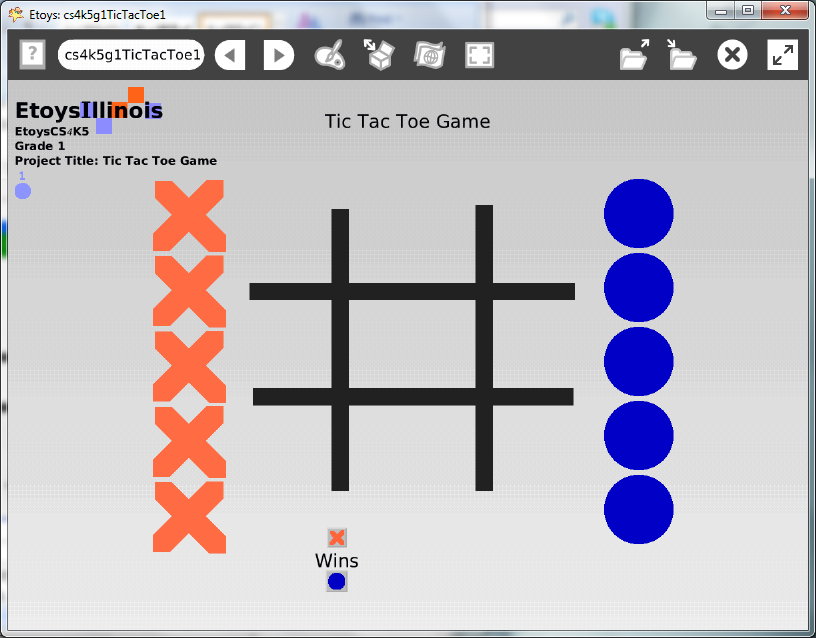 Etoys: cs4k5g1TicTacToe1
?
cs4k5g1TicTacToe1
EtoysIllinois
EtoysCS4K5
Grade 1
Project Title: Tic Tac Toe Game
1
Tic Tac Toe Game
Wins